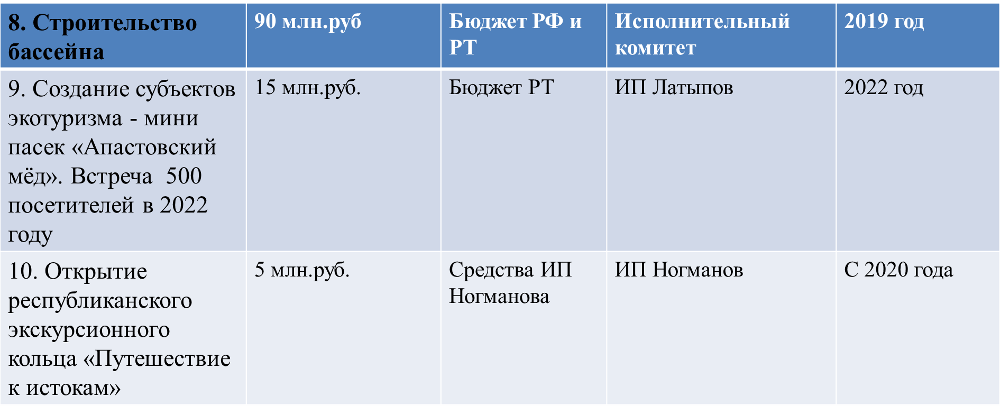 8. Строительство
бассейна
90 млн.руб
Бюджет РФ и
РТ
Исполнительный
комитет
2019 год
9. Создание субъектов
экотуризма - мини
пасек «Апастовский
мёд». Встреча  500
посетителей в 2022
году
15 млн.руб.
Бюджет РТ
ИП Латыпов
2022 год
10. Открытие
республиканского
экскурсионного
кольца «Путешествие
к истокам»
5 млн.руб.
Средства ИП
Ногманова
ИП Ногманов
С 2020 года